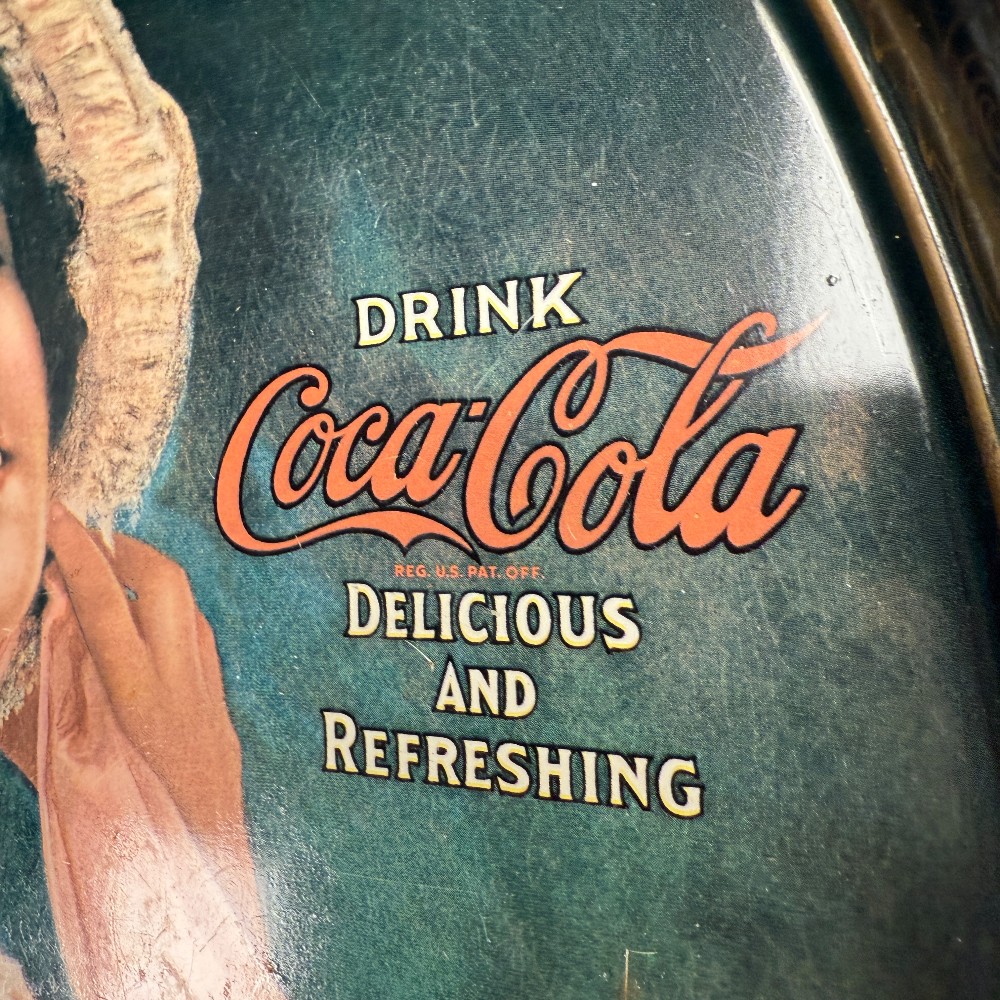 DRINK
Coca-Cola
REG. U.S. PAT. OFF.
DELICIOUS
AND
REFRESHING